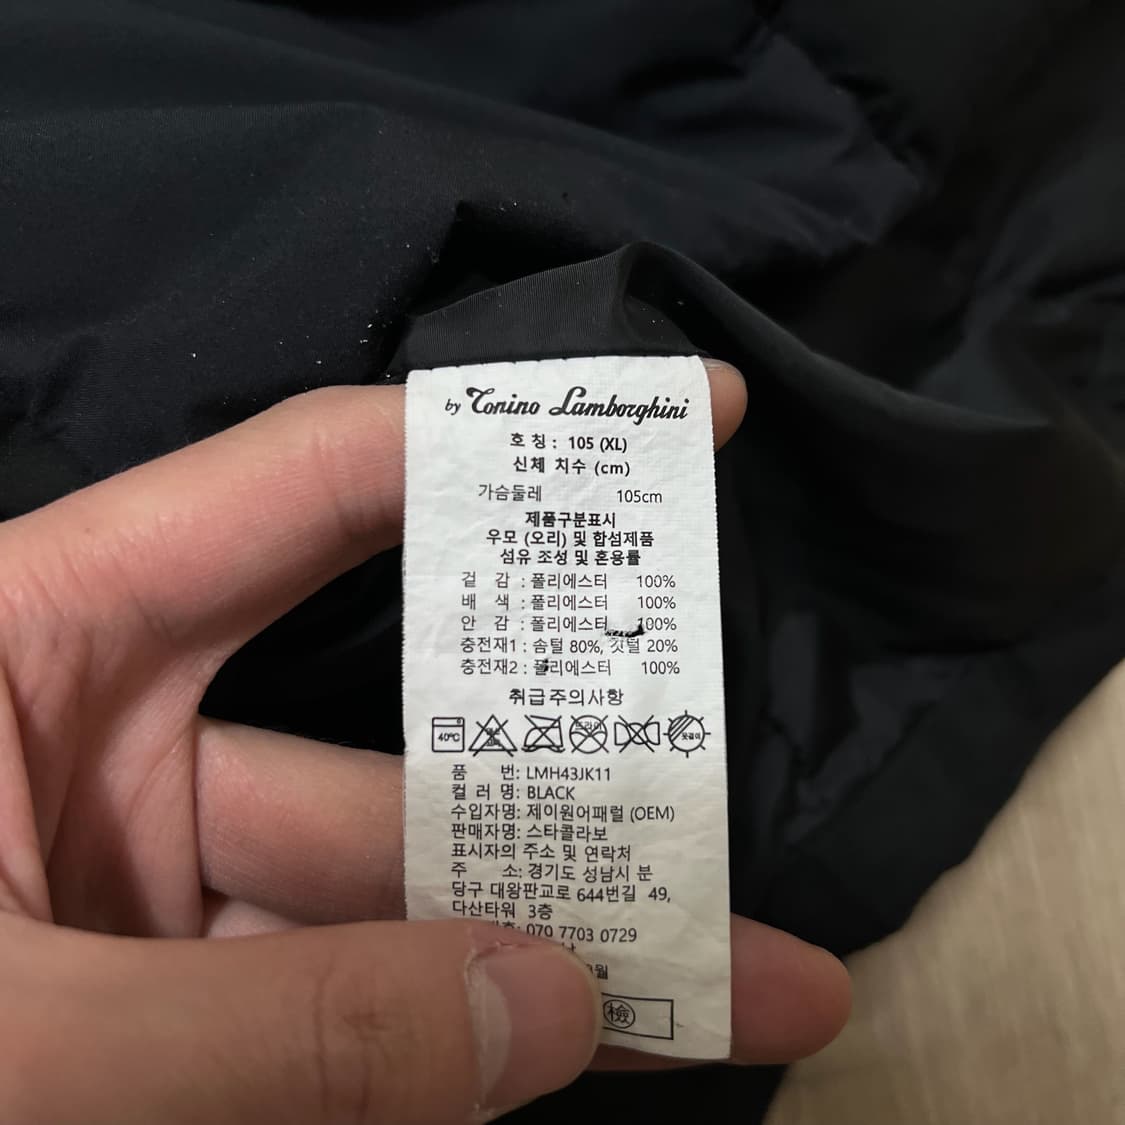 by Tonino Lamborghini
호 칭 : 105 (XL)
신체 치수 (cm)
가슴둘레 105cm
제품구분표시
우모 (오리) 및 합섬제품
섬유 조성 및 혼용률
겉 감 : 폴리에스터 100%
배 색 : 폴리에스터 100%
안 감 : 폴리에스터 100%
충전재1 : 솜털 80%, 깃털 20%
충전재2 : 폴리에스터 100%
취급주의사항
40℃ 드라이 옷걸이
품 번: LMH43JK11
컬 러 명: BLACK
수입자명: 제이원어패럴 (OEM)
판매자명: 스타콜라보
표시자의 주소 및 연락처
주 소: 경기도 성남시 분
당구 대왕판교로 644번길 49,
다산타워 3층
070 7703 0729
월
檢